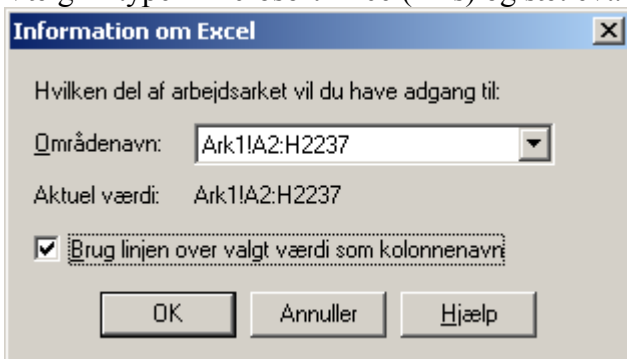 Information om Excel
Hvilken del af arbejdsarket vil du have adgang til:
Områdenavn: Ark1!A2:H2237
Aktuel værdi: Ark1!A2:H2237
Brug linjen over valgt værdi som kolonnenavn
OK Annuller Hjælp